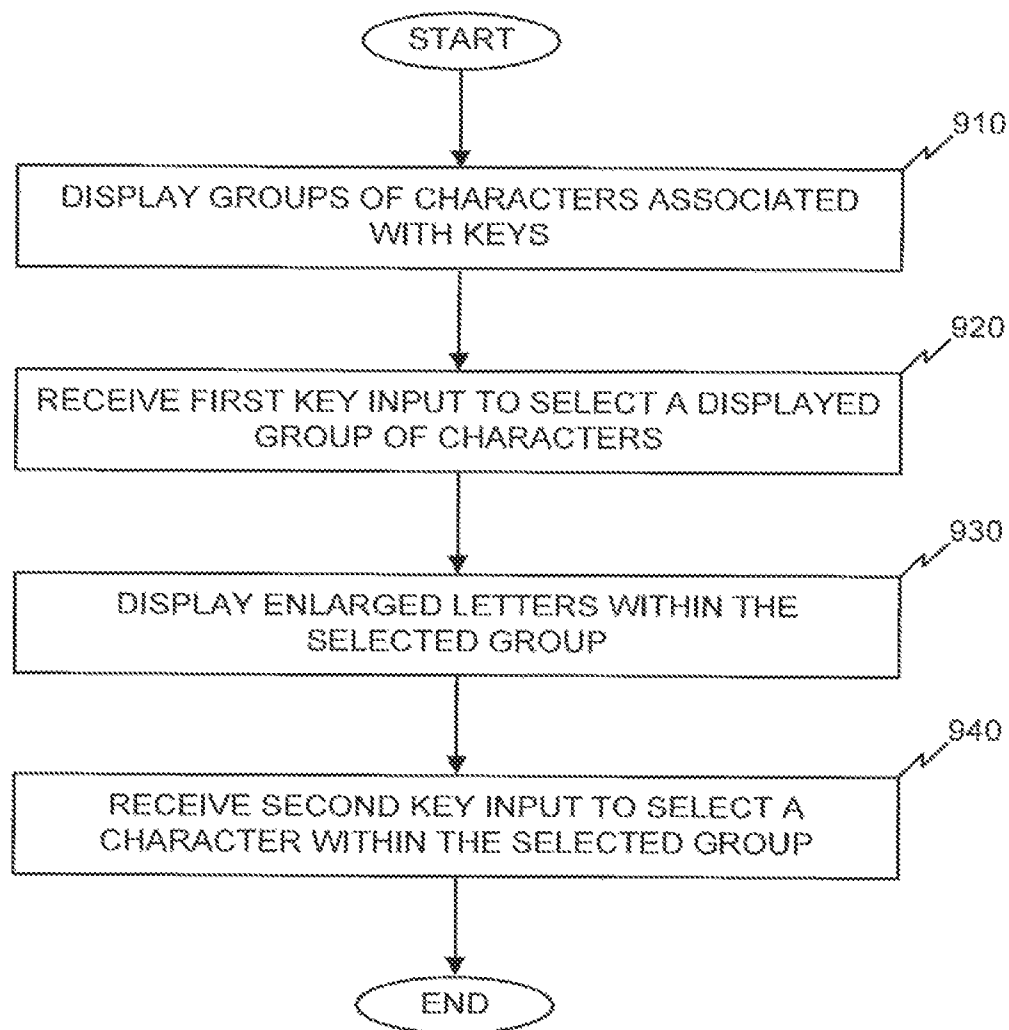 START
910
DISPLAY GROUPS OF CHARACTERS ASSOCIATED
WITH KEYS
920
RECEIVE FIRST KEY INPUT TO SELECT A DISPLAYED
GROUP OF CHARACTERS
930
DISPLAY ENLARGED LETTERS WITHIN THE
SELECTED GROUP
940
RECEIVE SECOND KEY INPUT TO SELECT A
CHARACTER WITHIN THE SELECTED GROUP
END